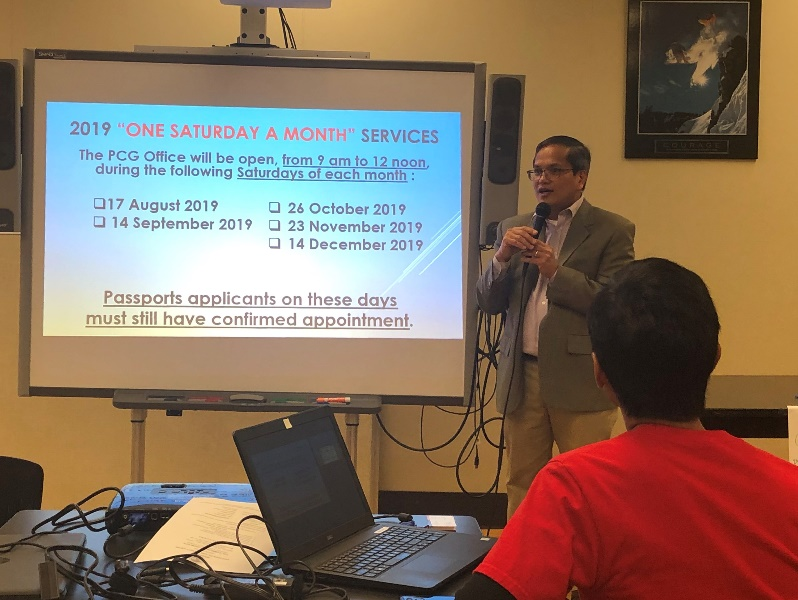 2019 "ONE SATURDAY A MONTH" SERVICES
The PCG Office will be open, from 9 am to 12 noon,
during the following Saturdays of each month :
❑17 August 2019
❑ 14 September 2019
❑ 26 October 2019
❑ 23 November 2019
❑ 14 December 2019
Passports applicants on these days
must still have confirmed appointment.
COURAGE